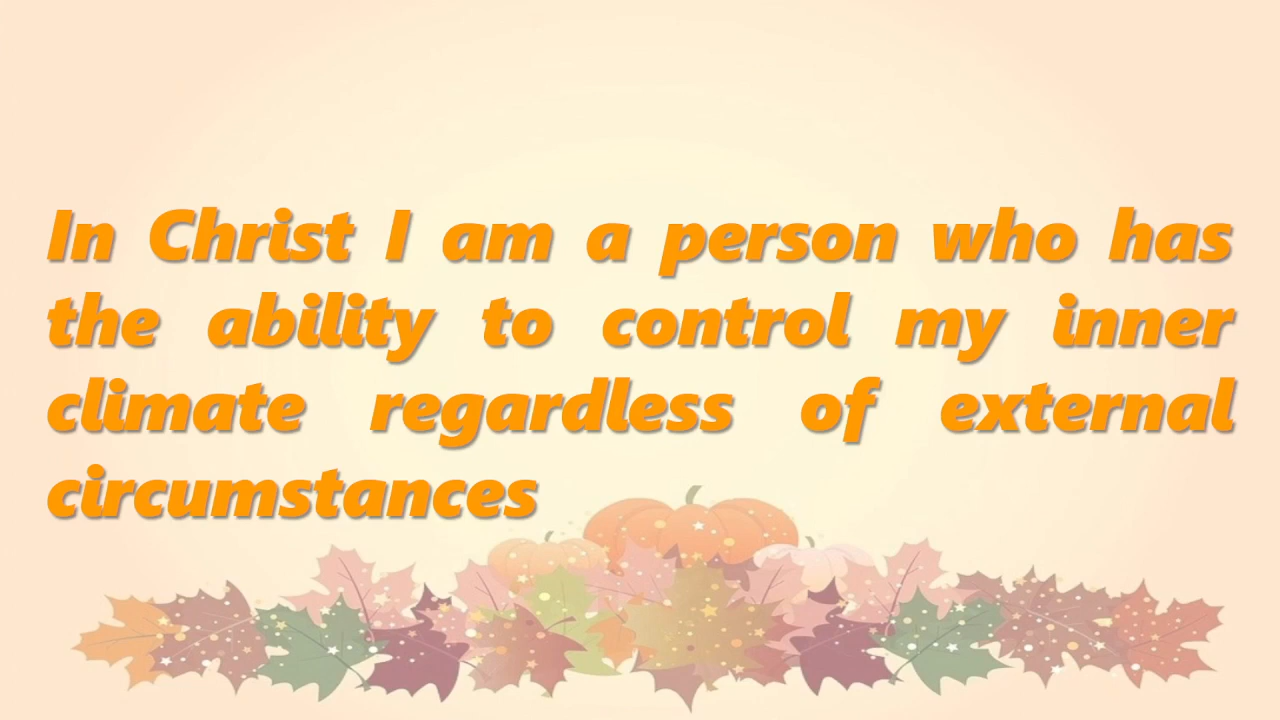 In Christ I am a person who has
the ability to control my inner
climate regardless of external
circumstances